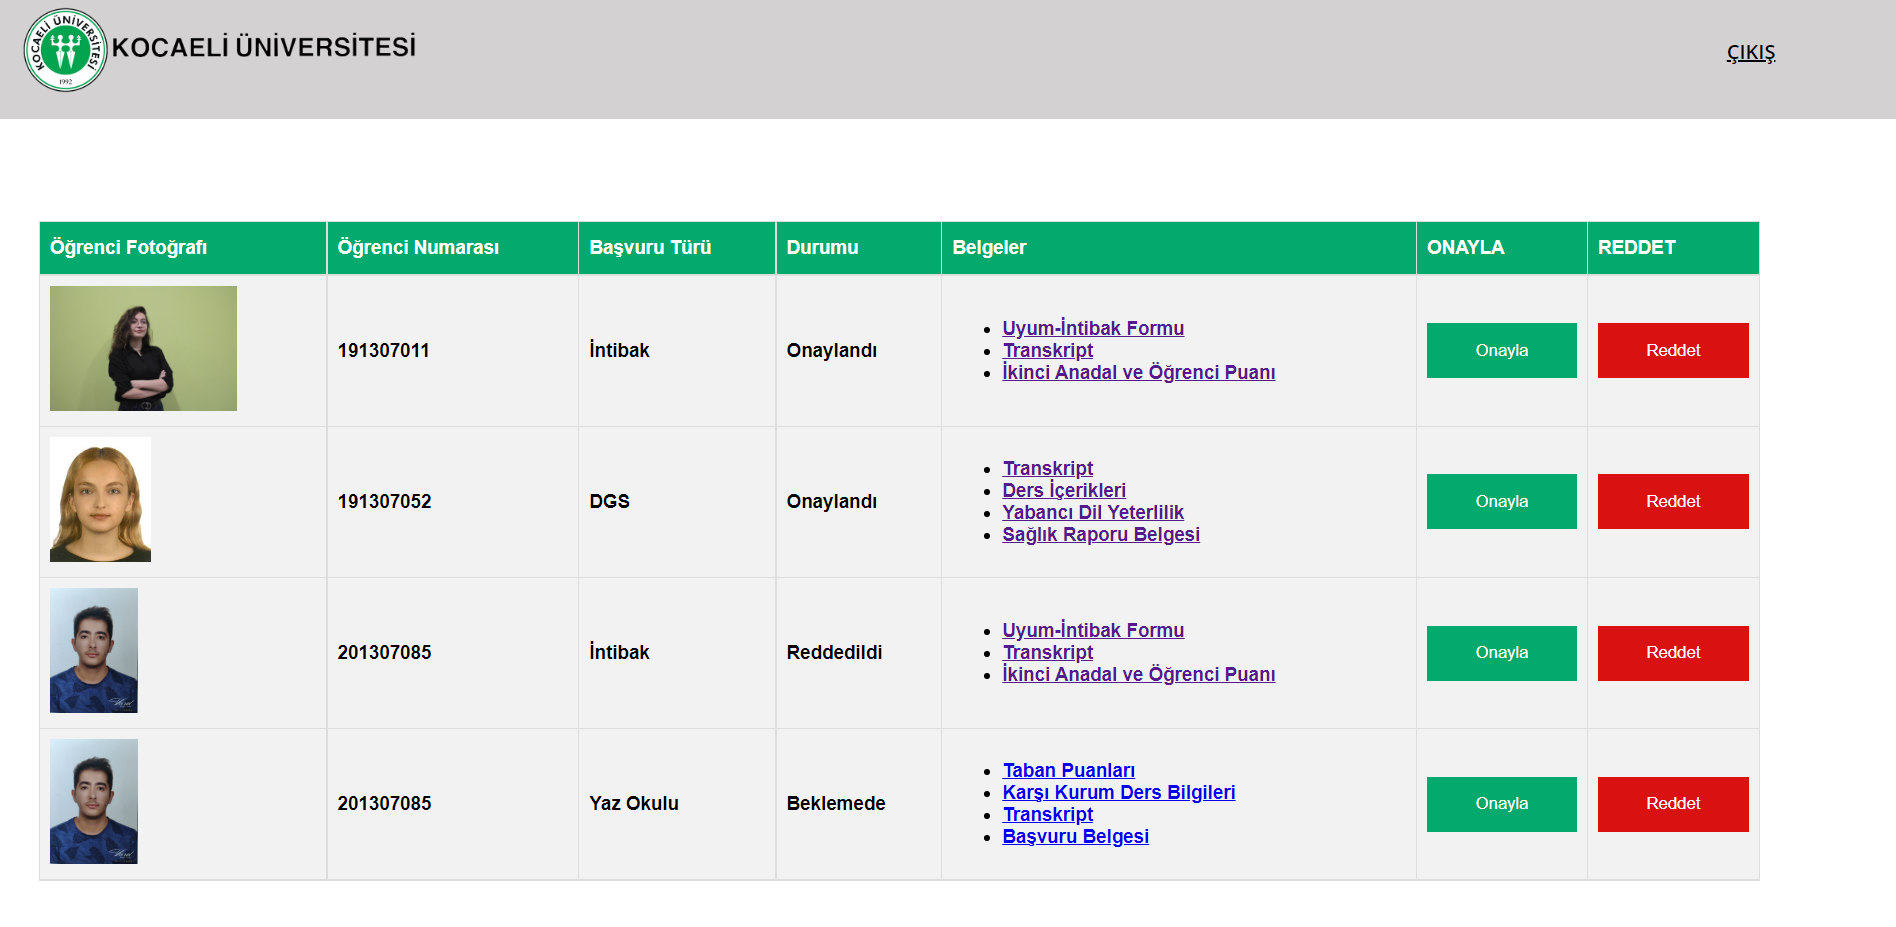 KOCAELİ ÜNİVERSİTESİ
1992
KOCAELİ ÜNİVERSİTESİ
ÇIKIŞ
Öğrenci Fotoğrafı Öğrenci Numarası Başvuru Türü Durumu Belgeler ONAYLA REDDET
191307011 İntibak Onaylandı
Uyum-İntibak Formu
Transkript
İkinci Anadal ve Öğrenci Puanı
Onayla Reddet
191307052 DGS Onaylandı
Transkript
Ders İçerikleri
Yabancı Dil Yeterlilik
Sağlık Raporu Belgesi
Onayla Reddet
201307085 İntibak Reddedildi
Uyum-İntibak Formu
Transkript
İkinci Anadal ve Öğrenci Puanı
Onayla Reddet
201307085 Yaz Okulu Beklemede
Taban Puanları
Karşı Kurum Ders Bilgileri
Transkript
Başvuru Belgesi
Onayla Reddet